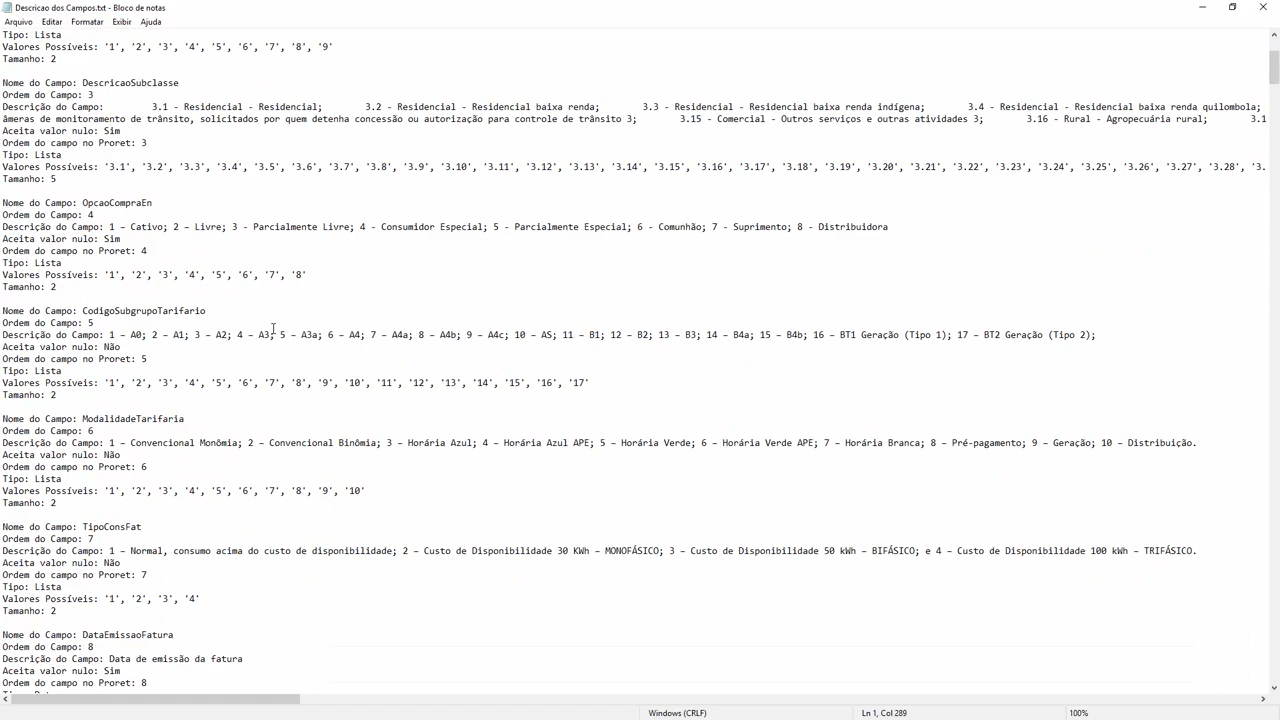 Descricao dos Campos.txt - Bloco de notas
Arquivo Editar Formatar Exibir Ajuda
Tipo: Lista
Valores Possíveis: '1', '2', '3', '4', '5', '6', '7', '8', '9'
Tamanho: 2
Nome do Campo: DescricaoSubclasse
Ordem do Campo: 3
Descrição do Campo: 3.1 - Residencial - Residencial; 3.2 - Residencial - Residencial baixa renda; 3.3 - Residencial - Residencial baixa renda indígena; 3.4 - Residencial - Residencial baixa renda quilombola;
âmeras de monitoramento de trânsito, solicitados por quem detenha concessão ou autorização para controle de trânsito 3; 3.15 - Comercial - Outros serviços e outras atividades 3; 3.16 - Rural - Agropecuária rural; 3.1
Aceita valor nulo: Sim
Ordem do campo no Proret: 3
Tipo: Lista
Valores Possíveis: '3.1', '3.2', '3.3', '3.4', '3.5', '3.6', '3.7', '3.8', '3.9', '3.10', '3.11', '3.12', '3.13', '3.14', '3.15', '3.16', '3.17', '3.18', '3.19', '3.20', '3.21', '3.22', '3.23', '3.24', '3.25', '3.26', '3.27', '3.28', '3.
Tamanho: 5
Nome do Campo: OpcaoCompraEn
Ordem do Campo: 4
Descrição do Campo: 1 – Cativo; 2 – Livre; 3 - Parcialmente Livre; 4 - Consumidor Especial; 5 - Parcialmente Especial; 6 - Comunhão; 7 - Suprimento; 8 - Distribuidora
Aceita valor nulo: Sim
Ordem do campo no Proret: 4
Tipo: Lista
Valores Possíveis: '1', '2', '3', '4', '5', '6', '7', '8'
Tamanho: 2
Nome do Campo: CodigoSubgrupoTarifario
Ordem do Campo: 5
Descrição do Campo: 1 – A0; 2 – A1; 3 – A2; 4 – A3; 5 – A3a; 6 – A4; 7 – A4a; 8 – A4b; 9 – A4c; 10 – AS; 11 – B1; 12 – B2; 13 – B3; 14 – B4a; 15 – B4b; 16 – BT1 Geração (Tipo 1); 17 – BT2 Geração (Tipo 2);
Aceita valor nulo: Não
Ordem do campo no Proret: 5
Tipo: Lista
Valores Possíveis: '1', '2', '3', '4', '5', '6', '7', '8', '9', '10', '11', '12', '13', '14', '15', '16', '17'
Tamanho: 2
Nome do Campo: ModalidadeTarifaria
Ordem do Campo: 6
Descrição do Campo: 1 – Convencional Monômia; 2 – Convencional Binômia; 3 – Horária Azul; 4 – Horária Azul APE; 5 – Horária Verde; 6 – Horária Verde APE; 7 – Horária Branca; 8 – Pré-pagamento; 9 – Geração; 10 – Distribuição.
Aceita valor nulo: Não
Ordem do campo no Proret: 6
Tipo: Lista
Valores Possíveis: '1', '2', '3', '4', '5', '6', '7', '8', '9', '10'
Tamanho: 2
Nome do Campo: TipoConsFat
Ordem do Campo: 7
Descrição do Campo: 1 – Normal, consumo acima do custo de disponibilidade; 2 – Custo de Disponibilidade 30 KWh – MONOFÁSICO; 3 – Custo de Disponibilidade 50 kWh – BIFÁSICO; e 4 – Custo de Disponibilidade 100 kWh – TRIFÁSICO.
Aceita valor nulo: Não
Ordem do campo no Proret: 7
Tipo: Lista
Valores Possíveis: '1', '2', '3', '4'
Tamanho: 2
Nome do Campo: DataEmissaoFatura
Ordem do Campo: 8
Descrição do Campo: Data de emissão da fatura
Aceita valor nulo: Sim
Ordem do campo no Proret: 8
Windows (CRLF) Ln 1, Col 289 100%